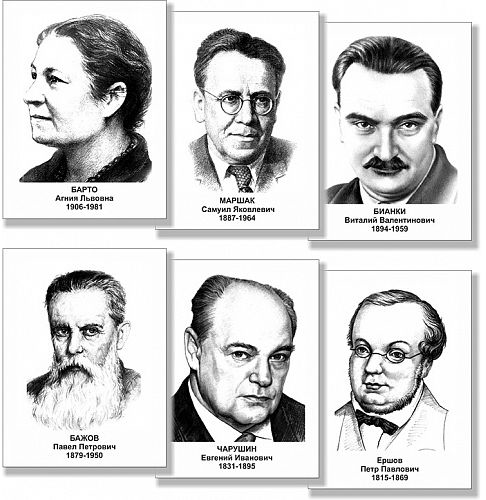 БАРТО
Агния Львовна
1906-1981
МАРШАК
Самуил Яковлевич
1887-1964
БИАНКИ
Виталий Валентинович
1894-1959
БАЖОВ
Павел Петрович
1879-1950
ЧАРУШИН
Евгений Иванович
1831-1895
Ершов
Петр Павлович
1815-1869